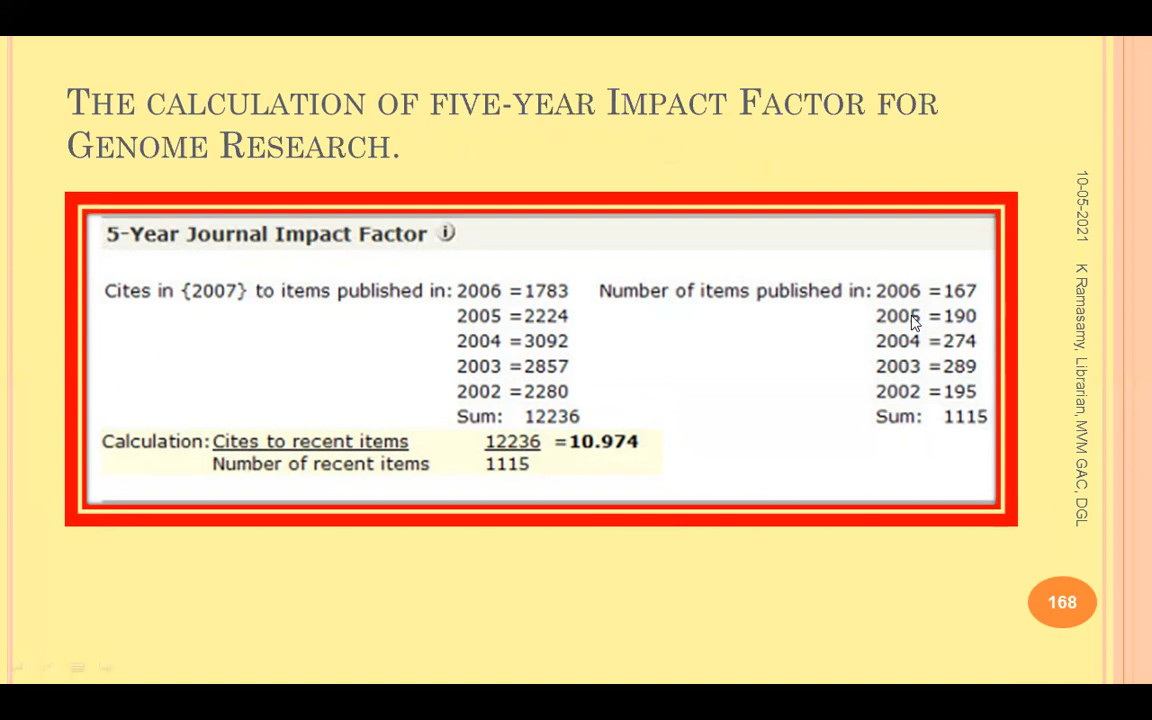 THE CALCULATION OF FIVE-YEAR IMPACT FACTOR FOR
GENOME RESEARCH.
5-Year Journal Impact Factor i
Cites in {2007} to items published in: 2006 =1783 Number of items published in: 2006 =167
2005 =2224 2005 =190
2004 =3092 2004 =274
2003 =2857 2003 =289
2002 =2280 2002 =195
Sum: 12236 Sum: 1115
Calculation: Cites to recent items 12236 =10.974
Number of recent items 1115
10-05-2021 K Ramasamy, Librarian, MVM GAC, DGL
168